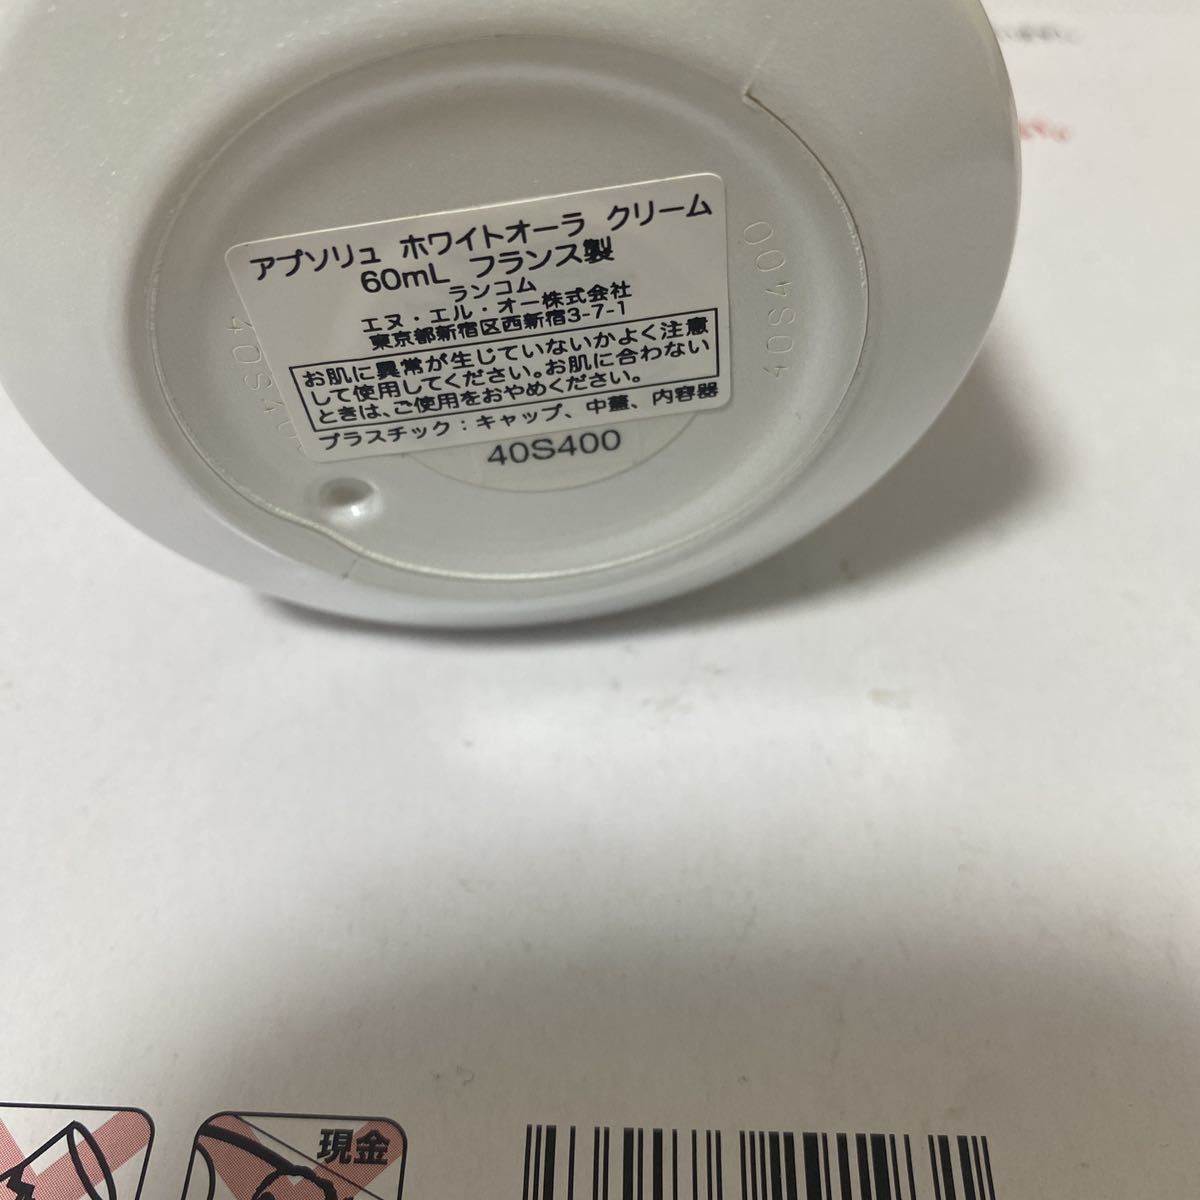 アプソリュ ホワイトオーラ クリーム
60mL フランス製
ランコム
エヌ・エル・オー株式会社
東京都新宿区西新宿3-7-1
お肌に異常が生じていないかよく注意
して使用してください。お肌に合わない
ときは、ご使用をおやめください。
プラスチック：キャップ、中蓋、内容器
40S400
40S400
現金